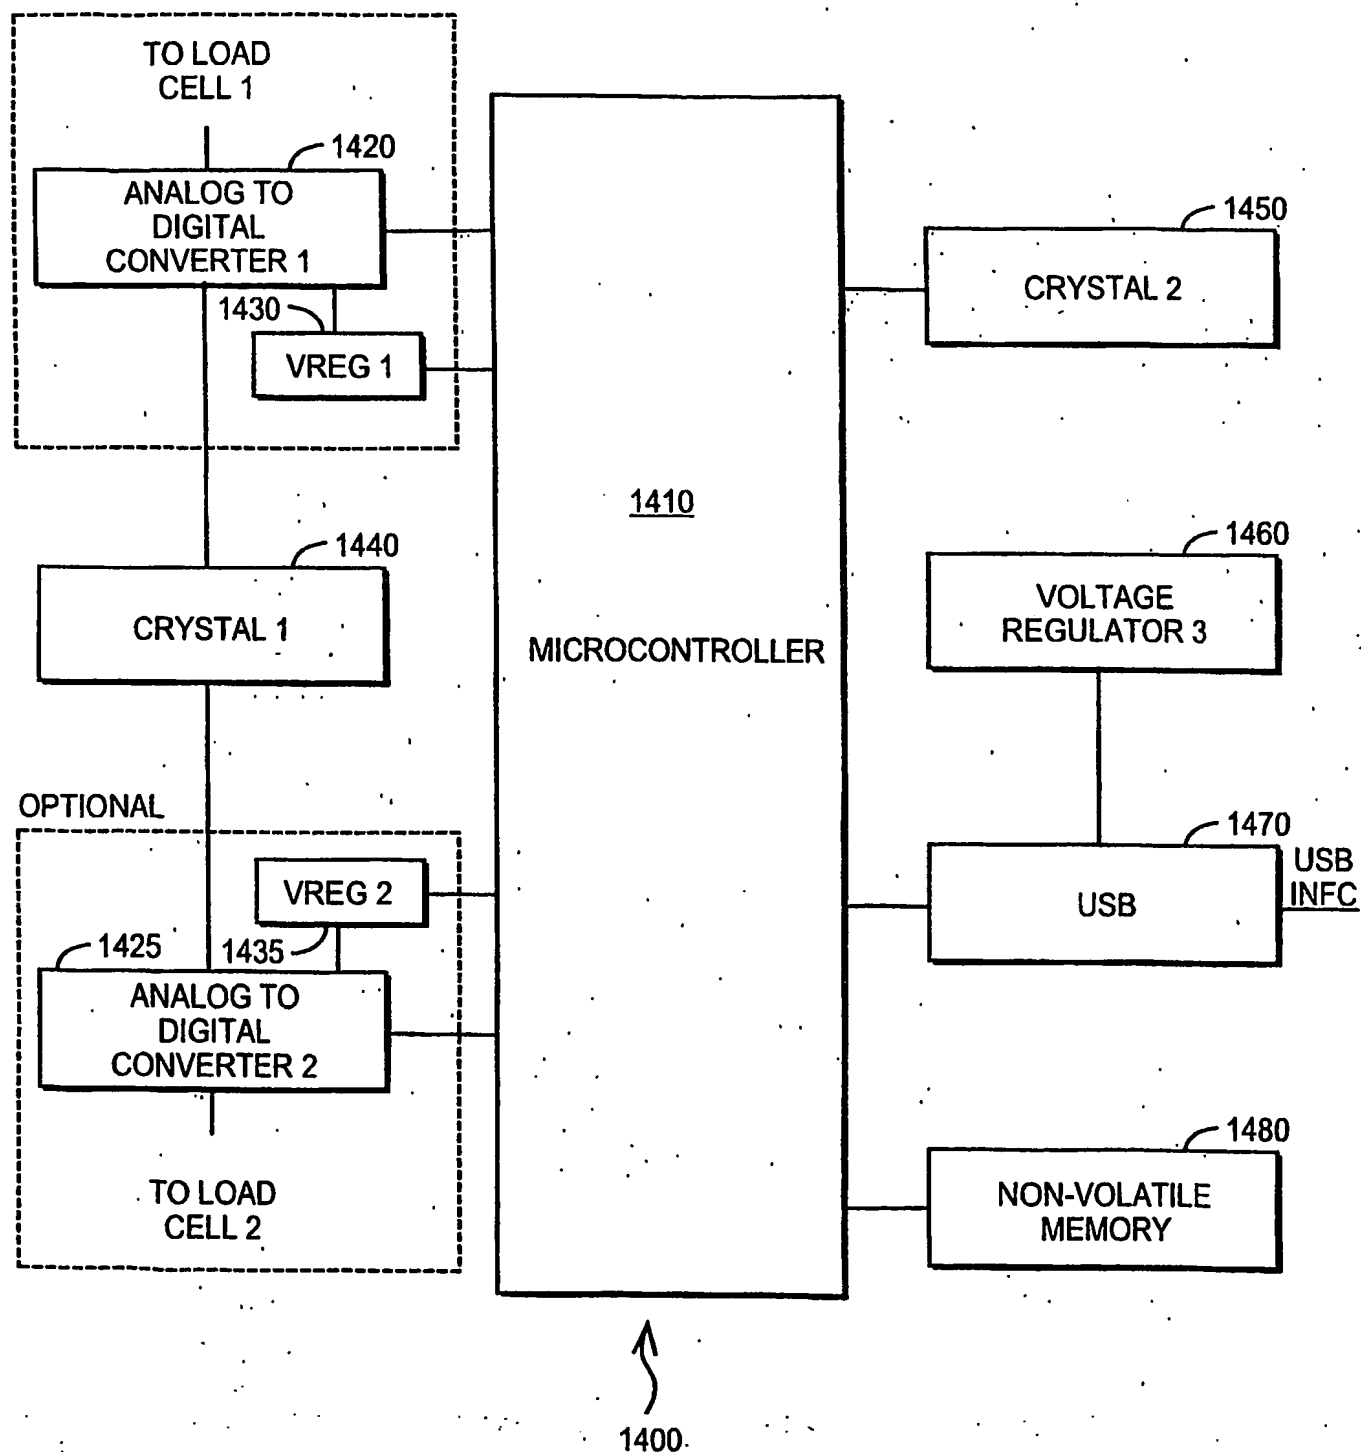 TO LOAD
CELL 1
1420
ANALOG TO
DIGITAL
CONVERTER 1
1430
VREG 1
1440
CRYSTAL 1
OPTIONAL
VREG 2
1425
1435
ANALOG TO
DIGITAL
CONVERTER 2
TO LOAD
CELL 2
1410
MICROCONTROLLER
1450
CRYSTAL 2
1460
VOLTAGE
REGULATOR 3
1470
USB
USB
INFC
1480
NON-VOLATILE
MEMORY
1400